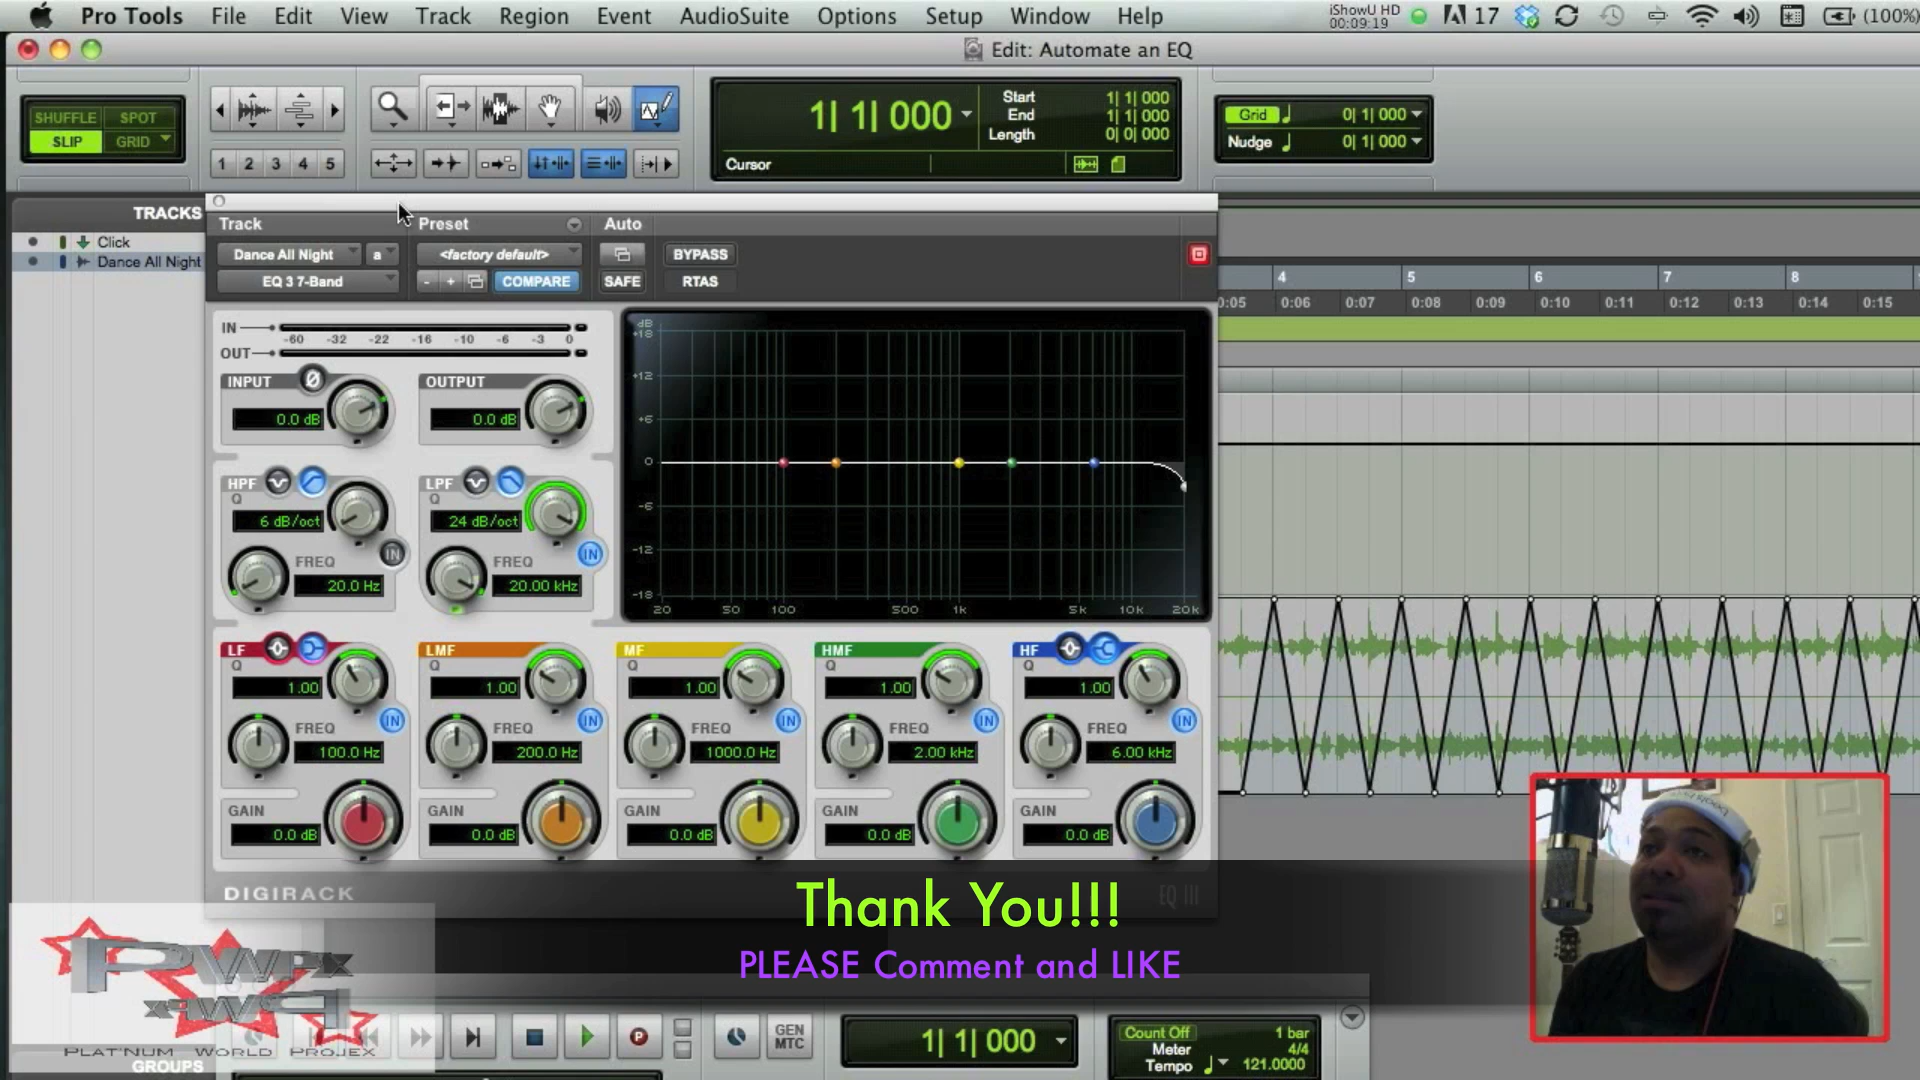 Pro Tools File Edit View Track Region Event AudioSuite Options Setup Window Help
iShowU HD
00:09:19
17
(100%)
Edit: Automate an EQ
SHUFFLE SPOT
SLIP GRID
1 2 3 4 5
1| 1| 000
Start 1| 1| 000
End 1| 1| 000
Length 0| 0| 000
Cursor
Grid 0| 1| 000
Nudge 0| 1| 000
TRACKS
Click
Dance All Night
Track Preset Auto
Dance All Night a <factory default> BYPASS
EQ 3 7-Band - + COMPARE SAFE RTAS
4 5 6 7 8
0:05 0:06 0:07 0:08 0:09 0:10 0:11 0:12 0:13 0:14 0:15
IN
-60 -32 -22 -16 -10 -6 -3 0
OUT
INPUT Ø OUTPUT
0.0 dB 0.0 dB
HPF LPF
Q Q
6 dB/oct 24 dB/oct
IN IN
FREQ FREQ
20.0 Hz 20.00 kHz
dB
+18
+12
+6
0
-6
-12
-18
20 50 100 500 1k 5k 10k 20k
LF LMF MF HMF HF
Q Q Q Q Q
1.00 1.00 1.00 1.00 1.00
IN IN IN IN IN
FREQ FREQ FREQ FREQ FREQ
100.0 Hz 200.0 Hz 1000.0 Hz 2.00 kHz 6.00 kHz
GAIN GAIN GAIN GAIN GAIN
0.0 dB 0.0 dB 0.0 dB 0.0 dB 0.0 dB
DIGIRACK EQ III
Thank You!!!
PLEASE Comment and LIKE
PWPX
PLAT'NUM WORLD PROJEX
GROUPS
P
GEN
MTC
1| 1| 000
Count Off 1 bar
Meter 4/4
Tempo 121.0000